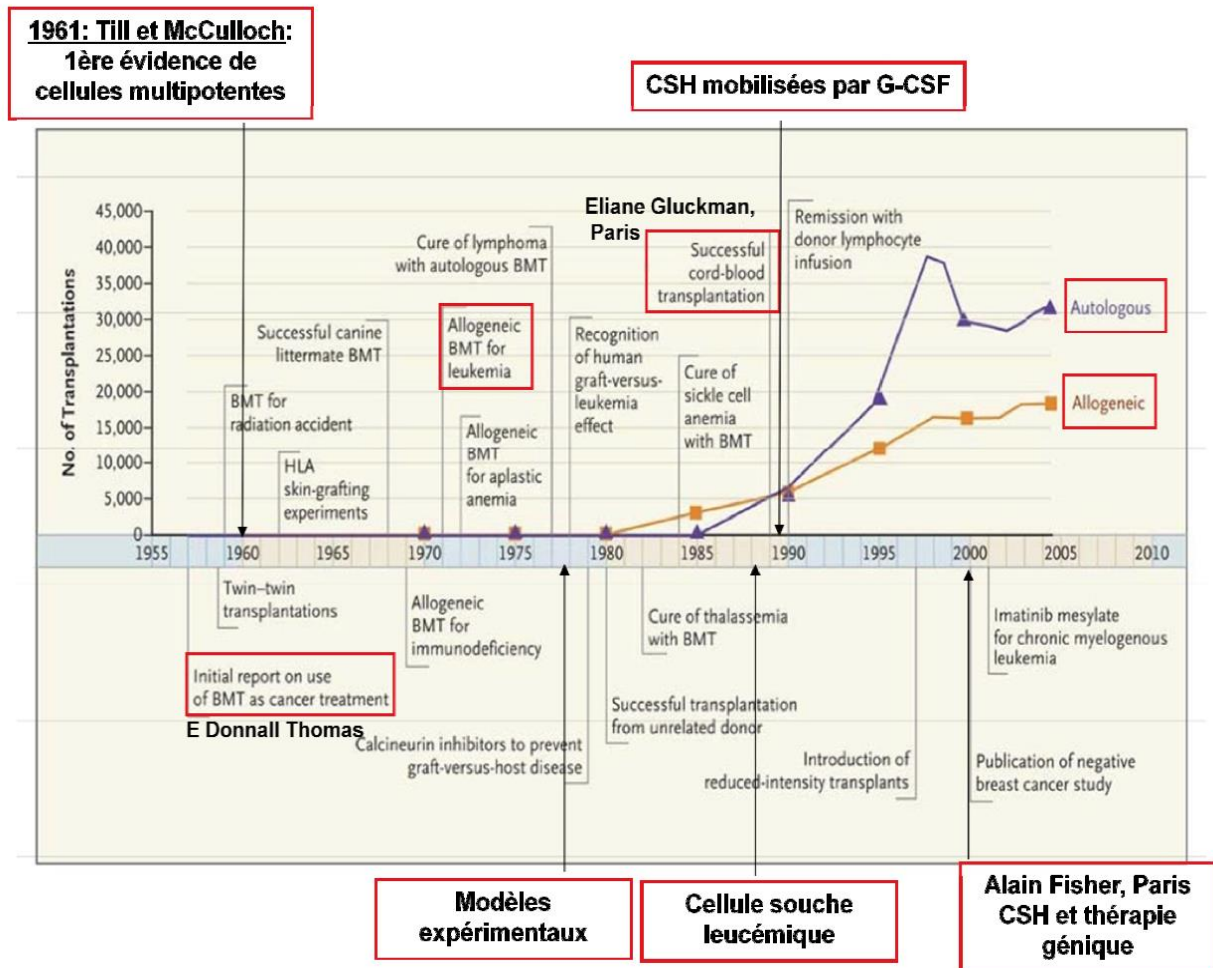 1961: Till et McCulloch:
1ère évidence de
cellules multipotentes
CSH mobilisées par G-CSF
No. of Transplantations
45,000
40,000
35,000
30,000
25,000
20,000
15,000
10,000
5,000
0
Eliane Gluckman,
Paris
Cure of lymphoma
with autologous BMT
Successful
cord-blood
transplantation
Remission with
donor lymphocyte
infusion
Successful canine
littermate BMT
Allogeneic
BMT for
leukemia
Recognition
of human
graft-versus-
leukemia
effect
Autologous
BMT for
radiation accident
Cure of
sickle cell
anemia
with BMT
Allogeneic
HLA
skin-grafting
experiments
Allogeneic
BMT
for aplastic
anemia
1955 1960 1965 1970 1975 1980 1985 1990 1995 2000 2005 2010
Twin–twin
transplantations
Allogeneic
BMT for
immunodeficiency
Cure of thalassemia
with BMT
Imatinib mesylate
for chronic myelogenous
leukemia
Initial report on use
of BMT as cancer treatment
E Donnall Thomas
Successful transplantation
from unrelated donor
Calcineurin inhibitors to prevent
graft-versus-host disease
Introduction of
reduced-intensity transplants
Publication of negative
breast cancer study
Modèles
expérimentaux
Cellule souche
leucémique
Alain Fisher, Paris
CSH et thérapie
génique